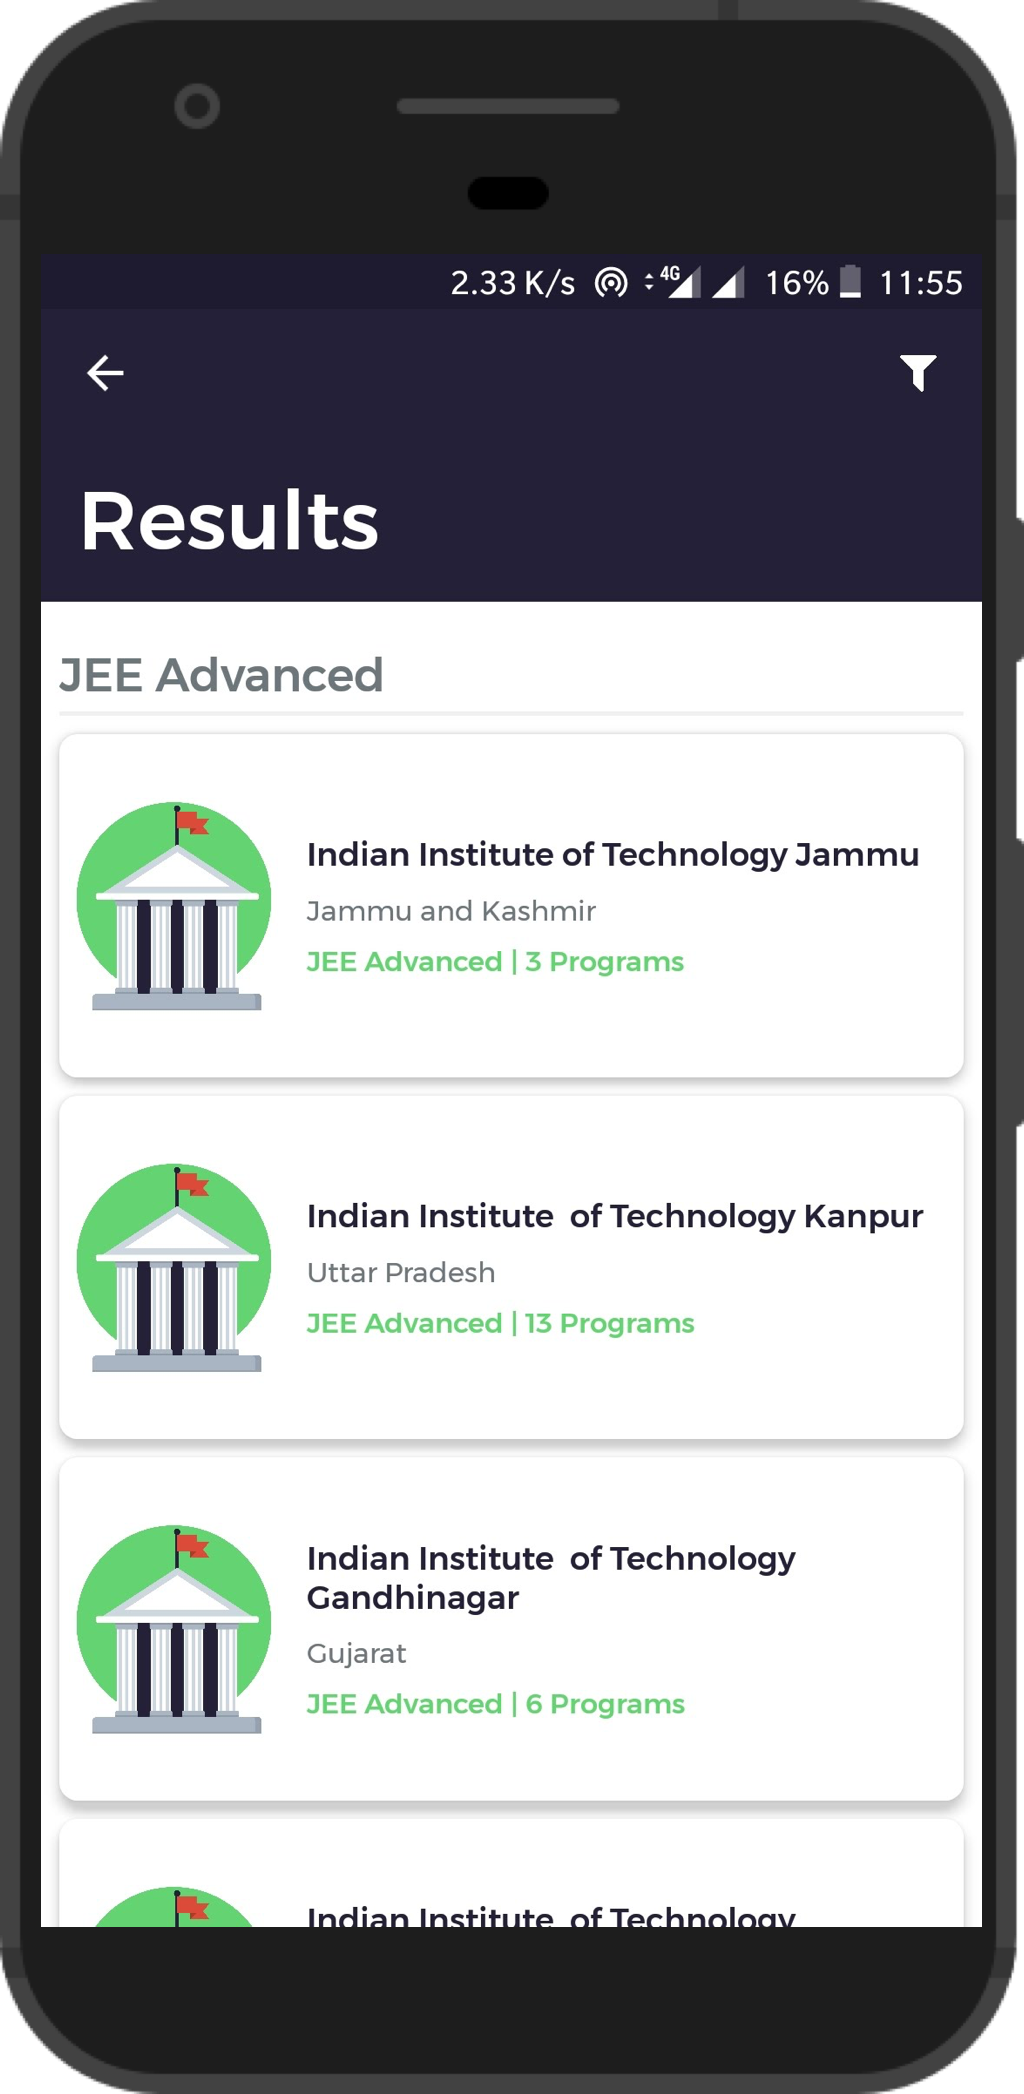 2.33 K/s 4G 16% 11:55
Results
JEE Advanced
Indian Institute of Technology Jammu
Jammu and Kashmir
JEE Advanced | 3 Programs
Indian Institute  of Technology Kanpur
Uttar Pradesh
JEE Advanced | 13 Programs
Indian Institute  of Technology
Gandhinagar
Gujarat
JEE Advanced | 6 Programs
Indian Institute  of Technology